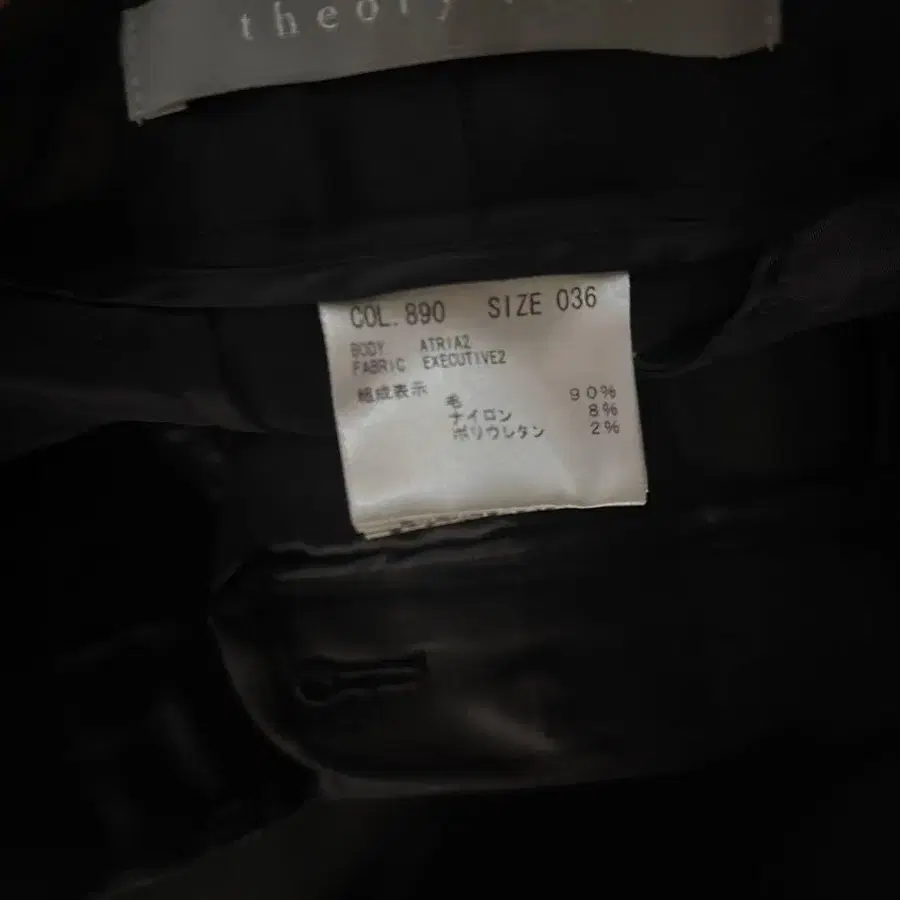 theory
COL. 890 SIZE 036
BODY ATRIA2
FABRIC EXECUTIVE2
組成表示
毛 90%
ナイロン 8%
ポリウレタン 2%